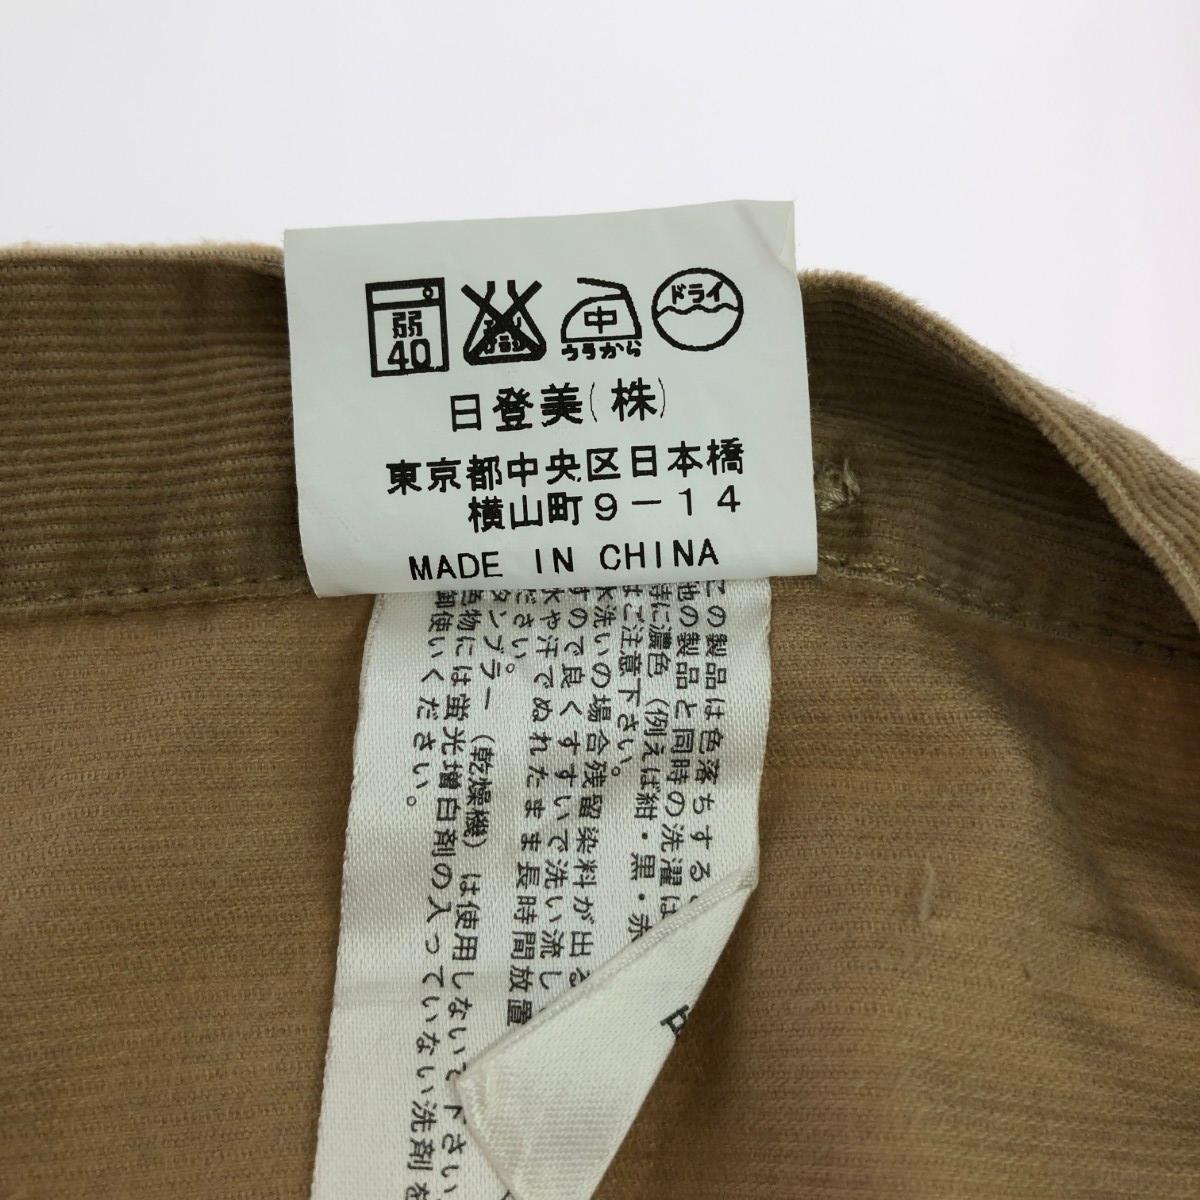 弱
40
中
ウラから
ドライ
日登美(株)
東京都中央区日本橋
横山町9-14
MADE IN CHINA
この製品は色落ちする
他の製品と同時の洗濯は
特に濃色(例えば紺・黒・赤
はご注意下さい。
水洗いの場合残留染料が出る
すので良くすすいで洗い流し
水や汗でぬれたまま長時間放置
ださい。
タンブラー(乾燥機)は使用しないで下さい
色物には蛍光増白剤の入っていない洗剤を
御使いください。